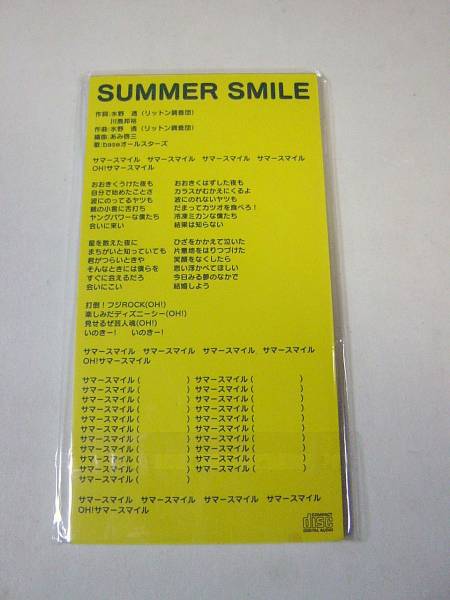 SUMMER SMILE
作詞:水野　透（リットン調査団）
川島邦裕
作曲:水野　透（リットン調査団）
編曲:あみ啓三
歌:baseオールスターズ
サマースマイル　サマースマイル　サマースマイル　サマースマイル
OH!サマースマイル
おおきくうけた夜も
自分で始めたことさ
波にのってるヤツも
親の小言に舌打ち
ヤングパワーな僕たち
会いに来い
おおきくはずした夜も
カラスがむかえにくるよ
波にのれないヤツも
だまってカツオを食べろ！
冷凍ミカンな僕たち
結果は知らない
星を数えた夜に
まちがいと知っていても
君がつらいときや
そんなときには僕らを
すぐに会えるだろ
会いにこい
ひざをかかえて泣いた
片意地をはりつづけた
笑顔をなくしたら
思い浮かべてほしい
今日みる夢のなかで
結婚しよう
打倒！フジROCK(OH!)
楽しみだディズニーシー(OH!)
見せるぜ芸人魂(OH!)
いのきー!　いのきー!
サマースマイル　サマースマイル　サマースマイル　サマースマイル
OH!サマースマイル
サマースマイル (　　　　　) サマースマイル (　　　　　)
サマースマイル (　　　　　) サマースマイル (　　　　　)
サマースマイル (　　　　　) サマースマイル (　　　　　)
サマースマイル (　　　　　) サマースマイル (　　　　　)
サマースマイル (　　　　　) サマースマイル (　　　　　)
サマースマイル (　　　　　) サマースマイル (　　　　　)
サマースマイル (　　　　　) サマースマイル (　　　　　)
サマースマイル (　　　　　) サマースマイル (　　　　　)
サマースマイル (　　　　　) サマースマイル (　　　　　)
サマースマイル (　　　　　) サマースマイル (　　　　　)
サマースマイル (　　　　　)
サマースマイル　サマースマイル　サマースマイル　サマースマイル
OH!サマースマイル
COMPACT
disc
DIGITAL AUDIO